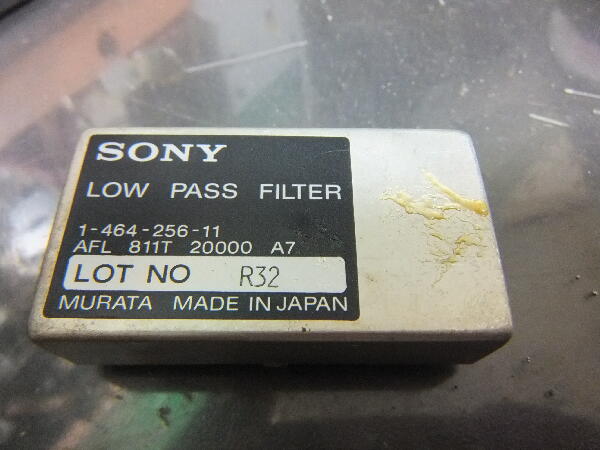 SONY
LOW PASS FILTER
1-464-256-11
AFL 811T 20000 A7
LOT NO R32
MURATA MADE IN JAPAN